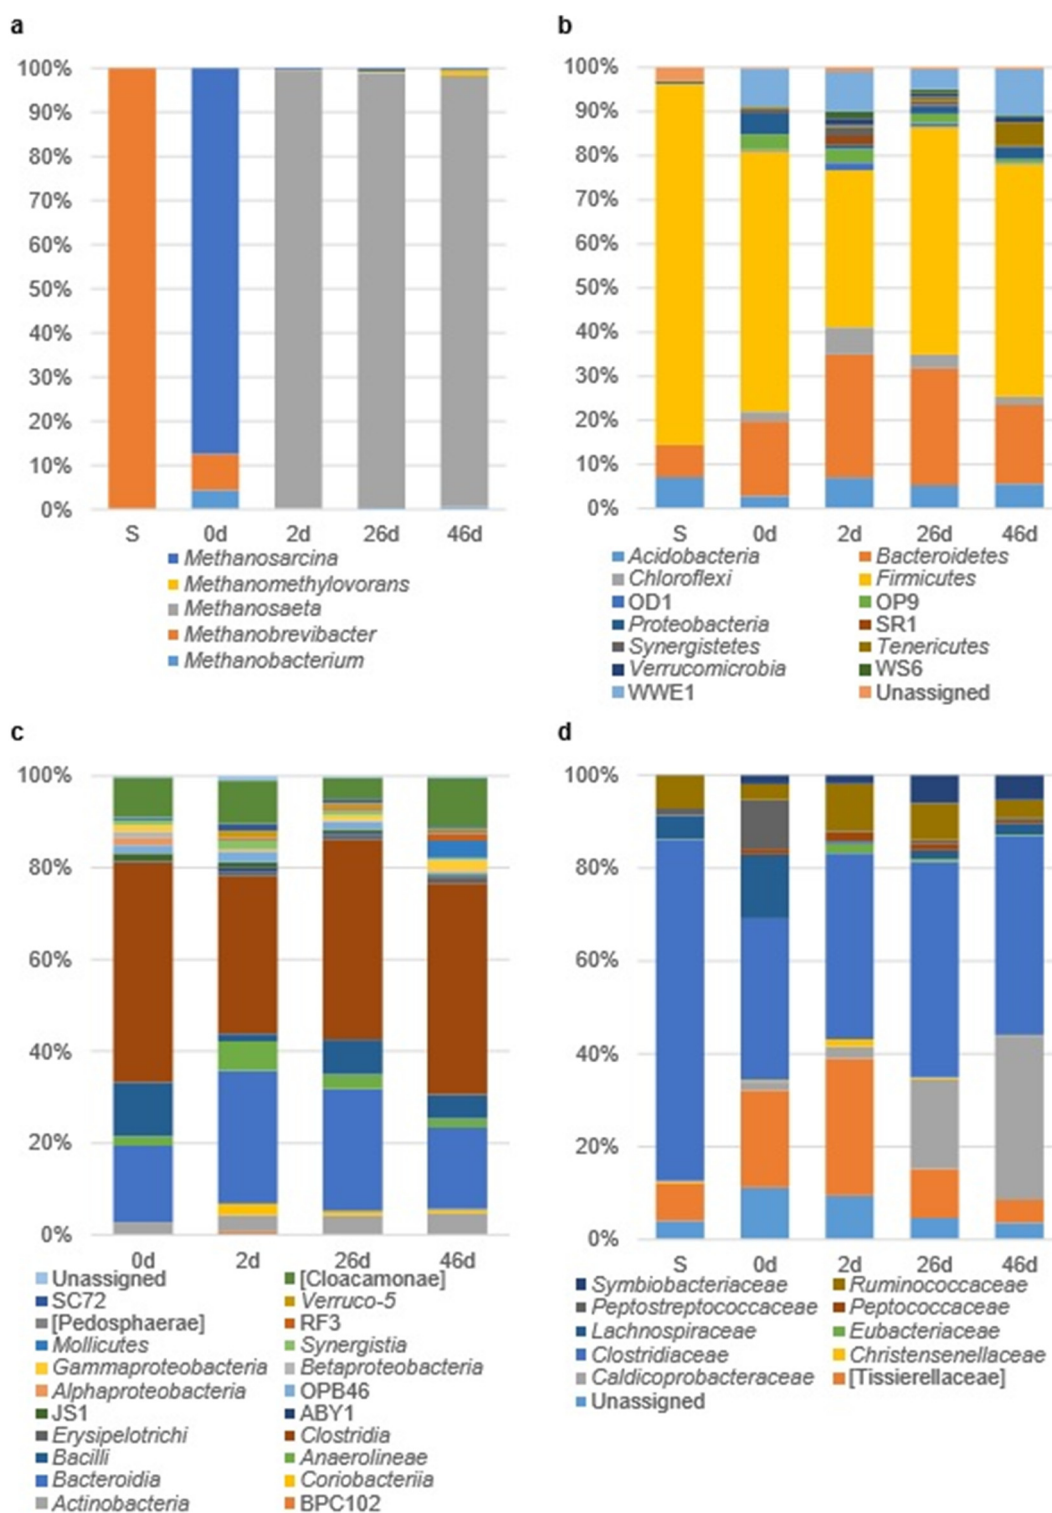 a
100%
90%
80%
70%
60%
50%
40%
30%
20%
10%
0%
S 0d 2d 26d 46d
Methanosarcina
Methanomethylovorans
Methanosaeta
Methanobrevibacter
Methanobacterium
b
100%
90%
80%
70%
60%
50%
40%
30%
20%
10%
0%
S 0d 2d 26d 46d
Acidobacteria Bacteroidetes
Chloroflexi Firmicutes
OD1 OP9
Proteobacteria SR1
Synergistetes Tenericutes
Verrucomicrobia WS6
WWE1 Unassigned
c
100%
80%
60%
40%
20%
0%
0d 2d 26d 46d
Unassigned [Cloacamonae]
SC72 Verruco-5
[Pedosphaerae] RF3
Mollicutes Synergistia
Gammaproteobacteria Betaproteobacteria
Alphaproteobacteria OPB46
JS1 ABY1
Erysipelotrichi Clostridia
Bacilli Anaerolineae
Bacteroidia Coriobacteriia
Actinobacteria BPC102
d
100%
80%
60%
40%
20%
0%
S 0d 2d 26d 46d
Symbiobacteriaceae Ruminococcaceae
Peptostreptococcaceae Peptococcaceae
Lachnospiraceae Eubacteriaceae
Clostridiaceae Christensenellaceae
Caldicoprobacteraceae [Tissierellaceae]
Unassigned